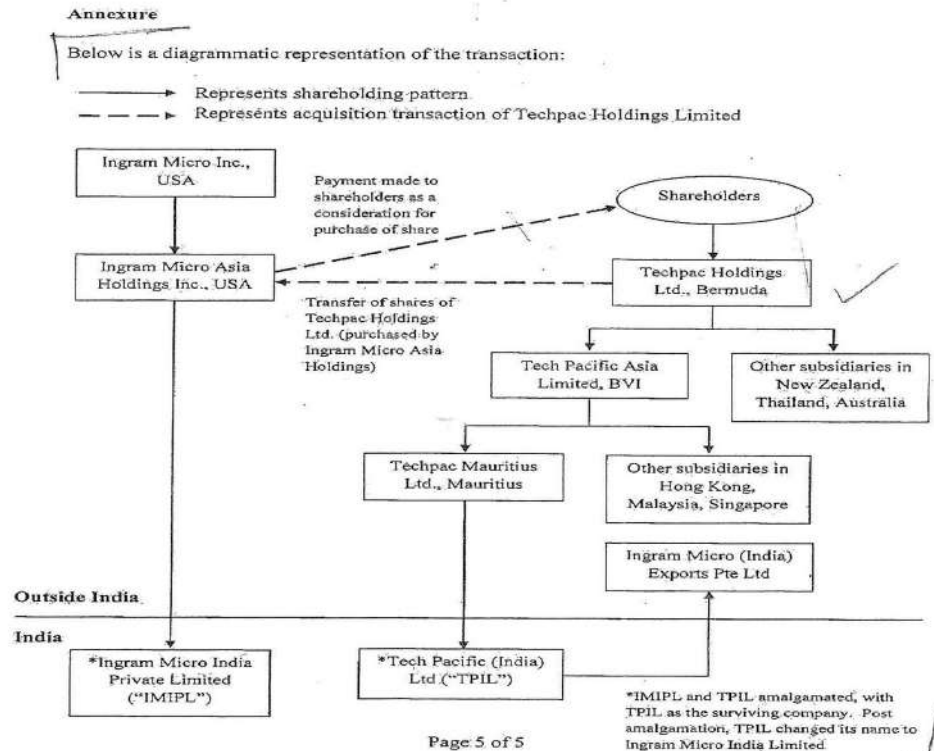 Annexure
Below is a diagrammatic representation of the transaction:
Represents shareholding pattern
Represents acquisition transaction of Techpac Holdings Limited
Ingram Micro Inc.,
USA
Payment made to
shareholders as a
consideration for
purchase of share
Shareholders
Ingram Micro Asia
Holdings Inc., USA
Techpac Holdings
Ltd., Bermuda
Transfer of shares of
Techpac Holdings
Ltd. (purchased by
Ingram Micro Asia
Holdings)
Tech Pacific Asia
Limited, BVI
Other subsidiaries in
New Zealand,
Thailand, Australia
Techpac Mauritius
Ltd., Mauritius
Other subsidiaries in
Hong Kong,
Malaysia, Singapore
Ingram Micro (India)
Exports Pte Ltd
Outside India
India
*Ingram Micro India
Private Limited
("IMIPL")
*Tech Pacific (India)
Ltd ("TPIL")
*IMIPL and TPIL amalgamated, with
TPIL as the surviving company. Post
amalgamation, TPIL changed its name to
Ingram Micro India Limited
Page 5 of 5